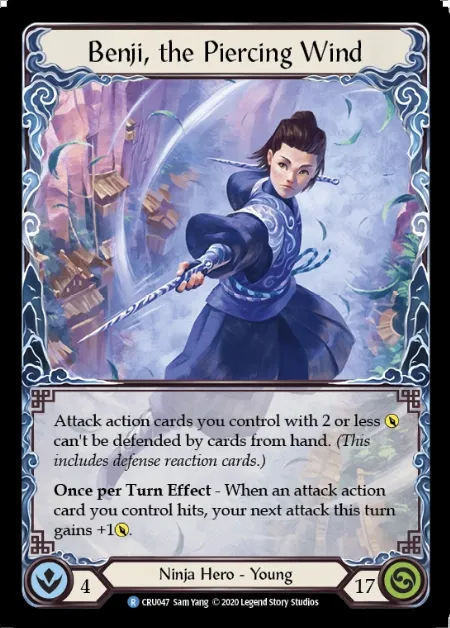 Benji, the Piercing Wind
Attack action cards you control with 2 or less
can't be defended by cards from hand. (This
includes defense reaction cards.)
Once per Turn Effect - When an attack action
card you control hits, your next attack this turn
gains +1.
4
Ninja Hero - Young
17
R CRU047 Sam Yang © 2020 Legend Story Studios